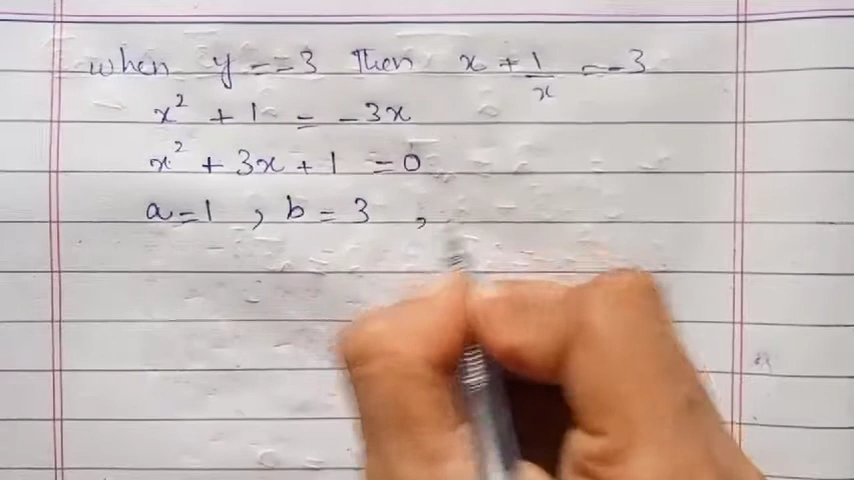 when y = -3 Then x + 1/x = -3
x² + 1 = -3x
x² + 3x + 1 = 0
a = 1 , b = 3 ,